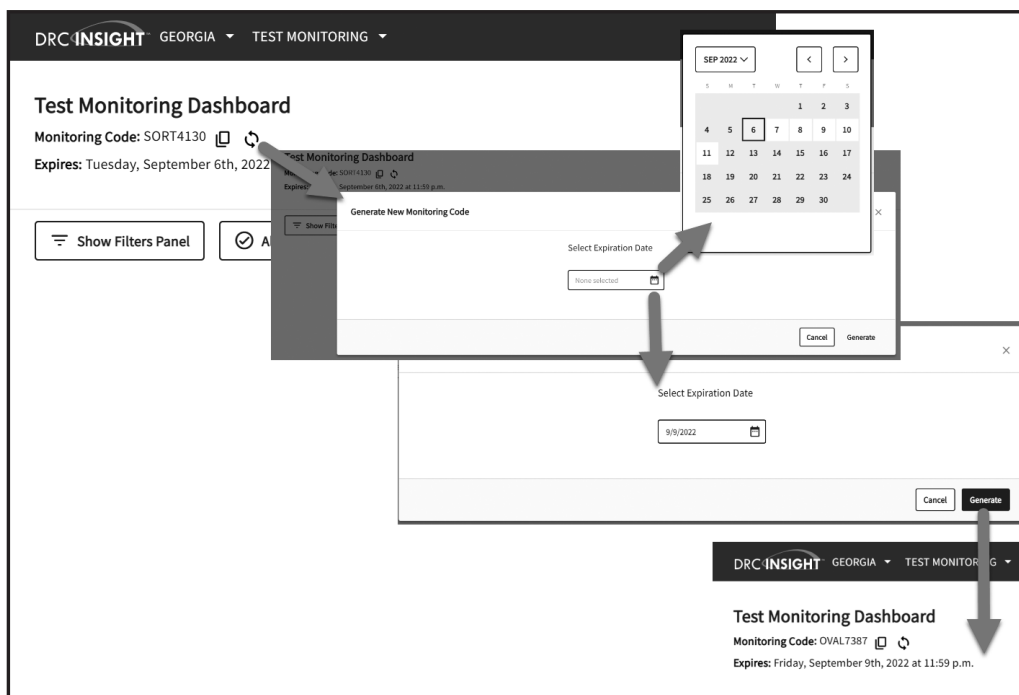 DRC INSIGHT GEORGIA TEST MONITORING
Test Monitoring Dashboard
Monitoring Code: SORT4130
Expires: Tuesday, September 6th, 2022
Show Filters Panel
Test Monitoring Dashboard
SORT4130
Expires: September 6th, 2022 at 11:59 p.m.
Show
Generate New Monitoring Code
Select Expiration Date
None selected
Cancel Generate
SEP 2022 < >
S M T W T F S
1 2 3
4 5 6 7 8 9 10
11 12 13 14 15 16 17
18 19 20 21 22 23 24
25 26 27 28 29 30
Select Expiration Date
9/9/2022
Cancel Generate
DRC INSIGHT GEORGIA TEST MONITORING
Test Monitoring Dashboard
Monitoring Code: OVAL7387
Expires: Friday, September 9th, 2022 at 11:59 p.m.